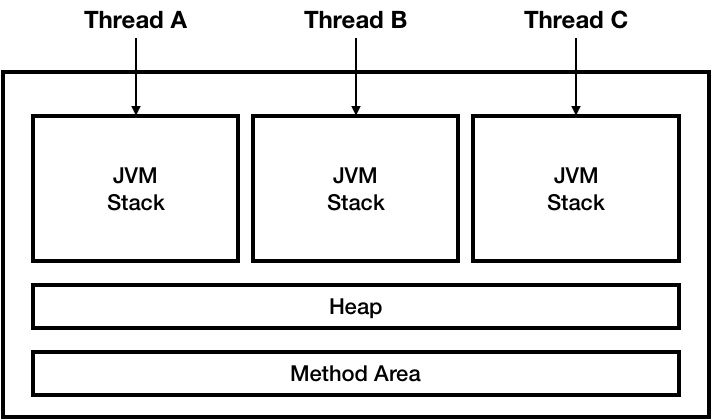 Thread A
Thread B
Thread C
JVM
Stack
JVM
Stack
JVM
Stack
Heap
Method Area